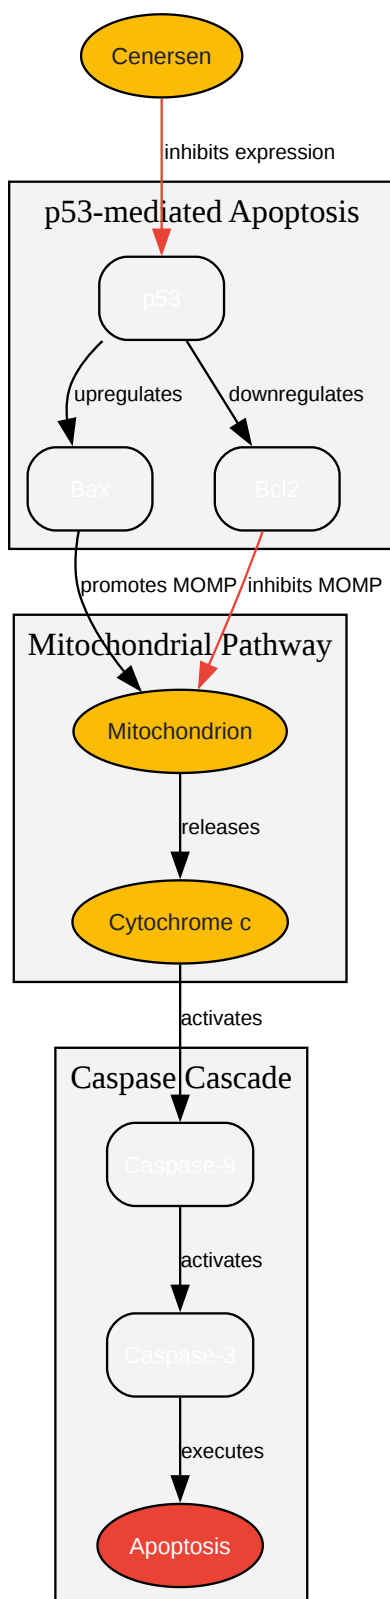 Cenersen
inhibits expression
p53-mediated Apoptosis
p53
upregulates
downregulates
Bax
Bcl2
promotes MOMP
inhibits MOMP
Mitochondrial Pathway
Mitochondrion
releases
Cytochrome c
activates
Caspase Cascade
Caspase-9
activates
Caspase-3
executes
Apoptosis